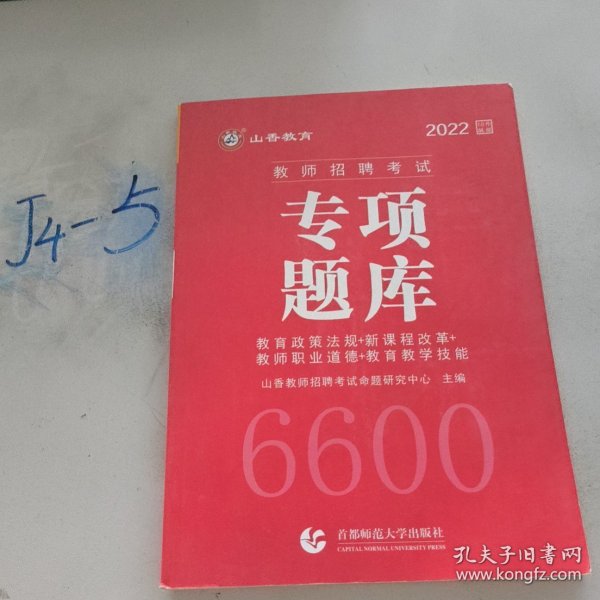 山香教育
2022
教师招聘考试
专项
题库
教育政策法规+新课程改革+
教师职业道德+教育教学技能
山香教师招聘考试命题研究中心 主编
6600
首都师范大学出版社
CAPITAL NORMAL UNIVERSITY PRESS
J4-5
孔夫子旧书网
www.kongfz.com